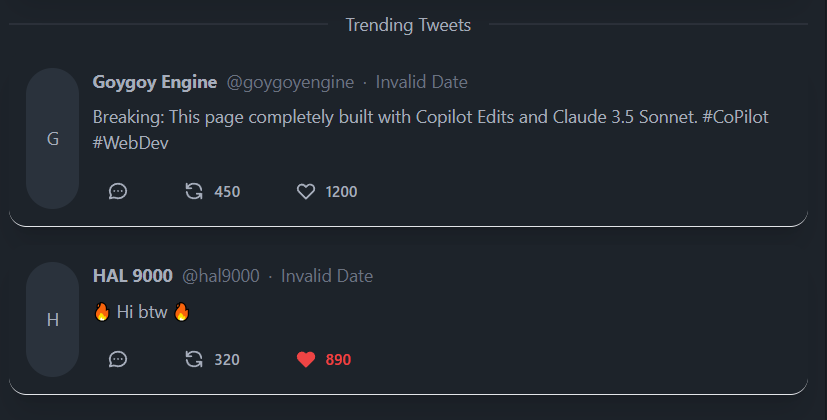 Trending Tweets
Goygoy Engine @goygoyengine · Invalid Date
G
Breaking: This page completely built with Copilot Edits and Claude 3.5 Sonnet. #CoPilot
#WebDev
450 1200
HAL 9000 @hal9000 · Invalid Date
H
🔥 Hi btw 🔥
320 890